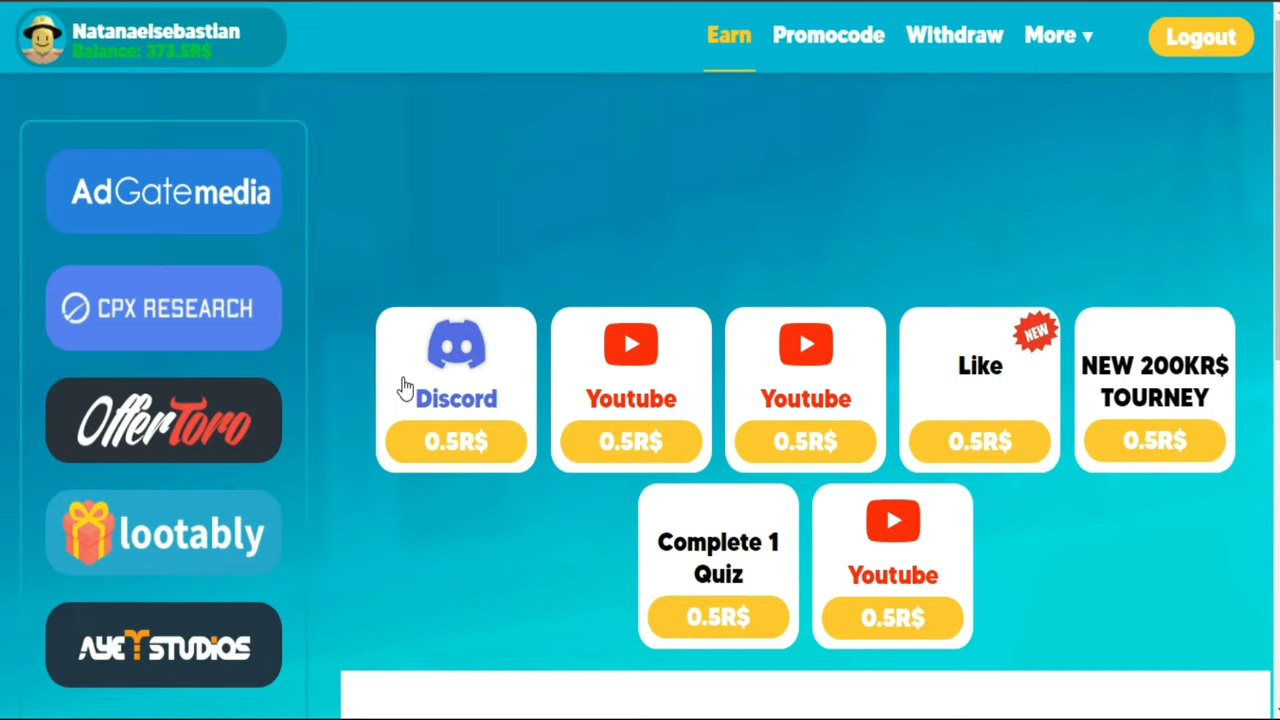 Natanaelsebastian
Balance: 373.5R$
Earn
Promocode
Withdraw
More ▾
Logout
AdGatemedia
CPX RESEARCH
OfferToro
lootably
AYET STUDIOS
Discord
0.5R$
Youtube
0.5R$
Youtube
0.5R$
NEW
Like
0.5R$
NEW 200KR$
TOURNEY
0.5R$
Complete 1
Quiz
0.5R$
Youtube
0.5R$